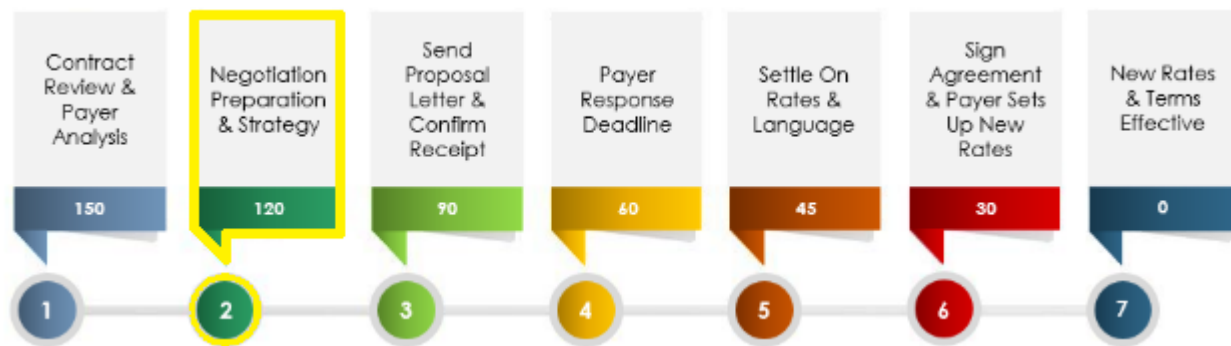 Contract
Review &
Payer
Analysis
150
1
Negotiation
Preparation
& Strategy
120
2
Send
Proposal
Letter &
Confirm
Receipt
90
3
Payer
Response
Deadline
60
4
Settle On
Rates &
Language
45
5
Sign
Agreement
& Payer Sets
Up New
Rates
30
6
New Rates
& Terms
Effective
0
7